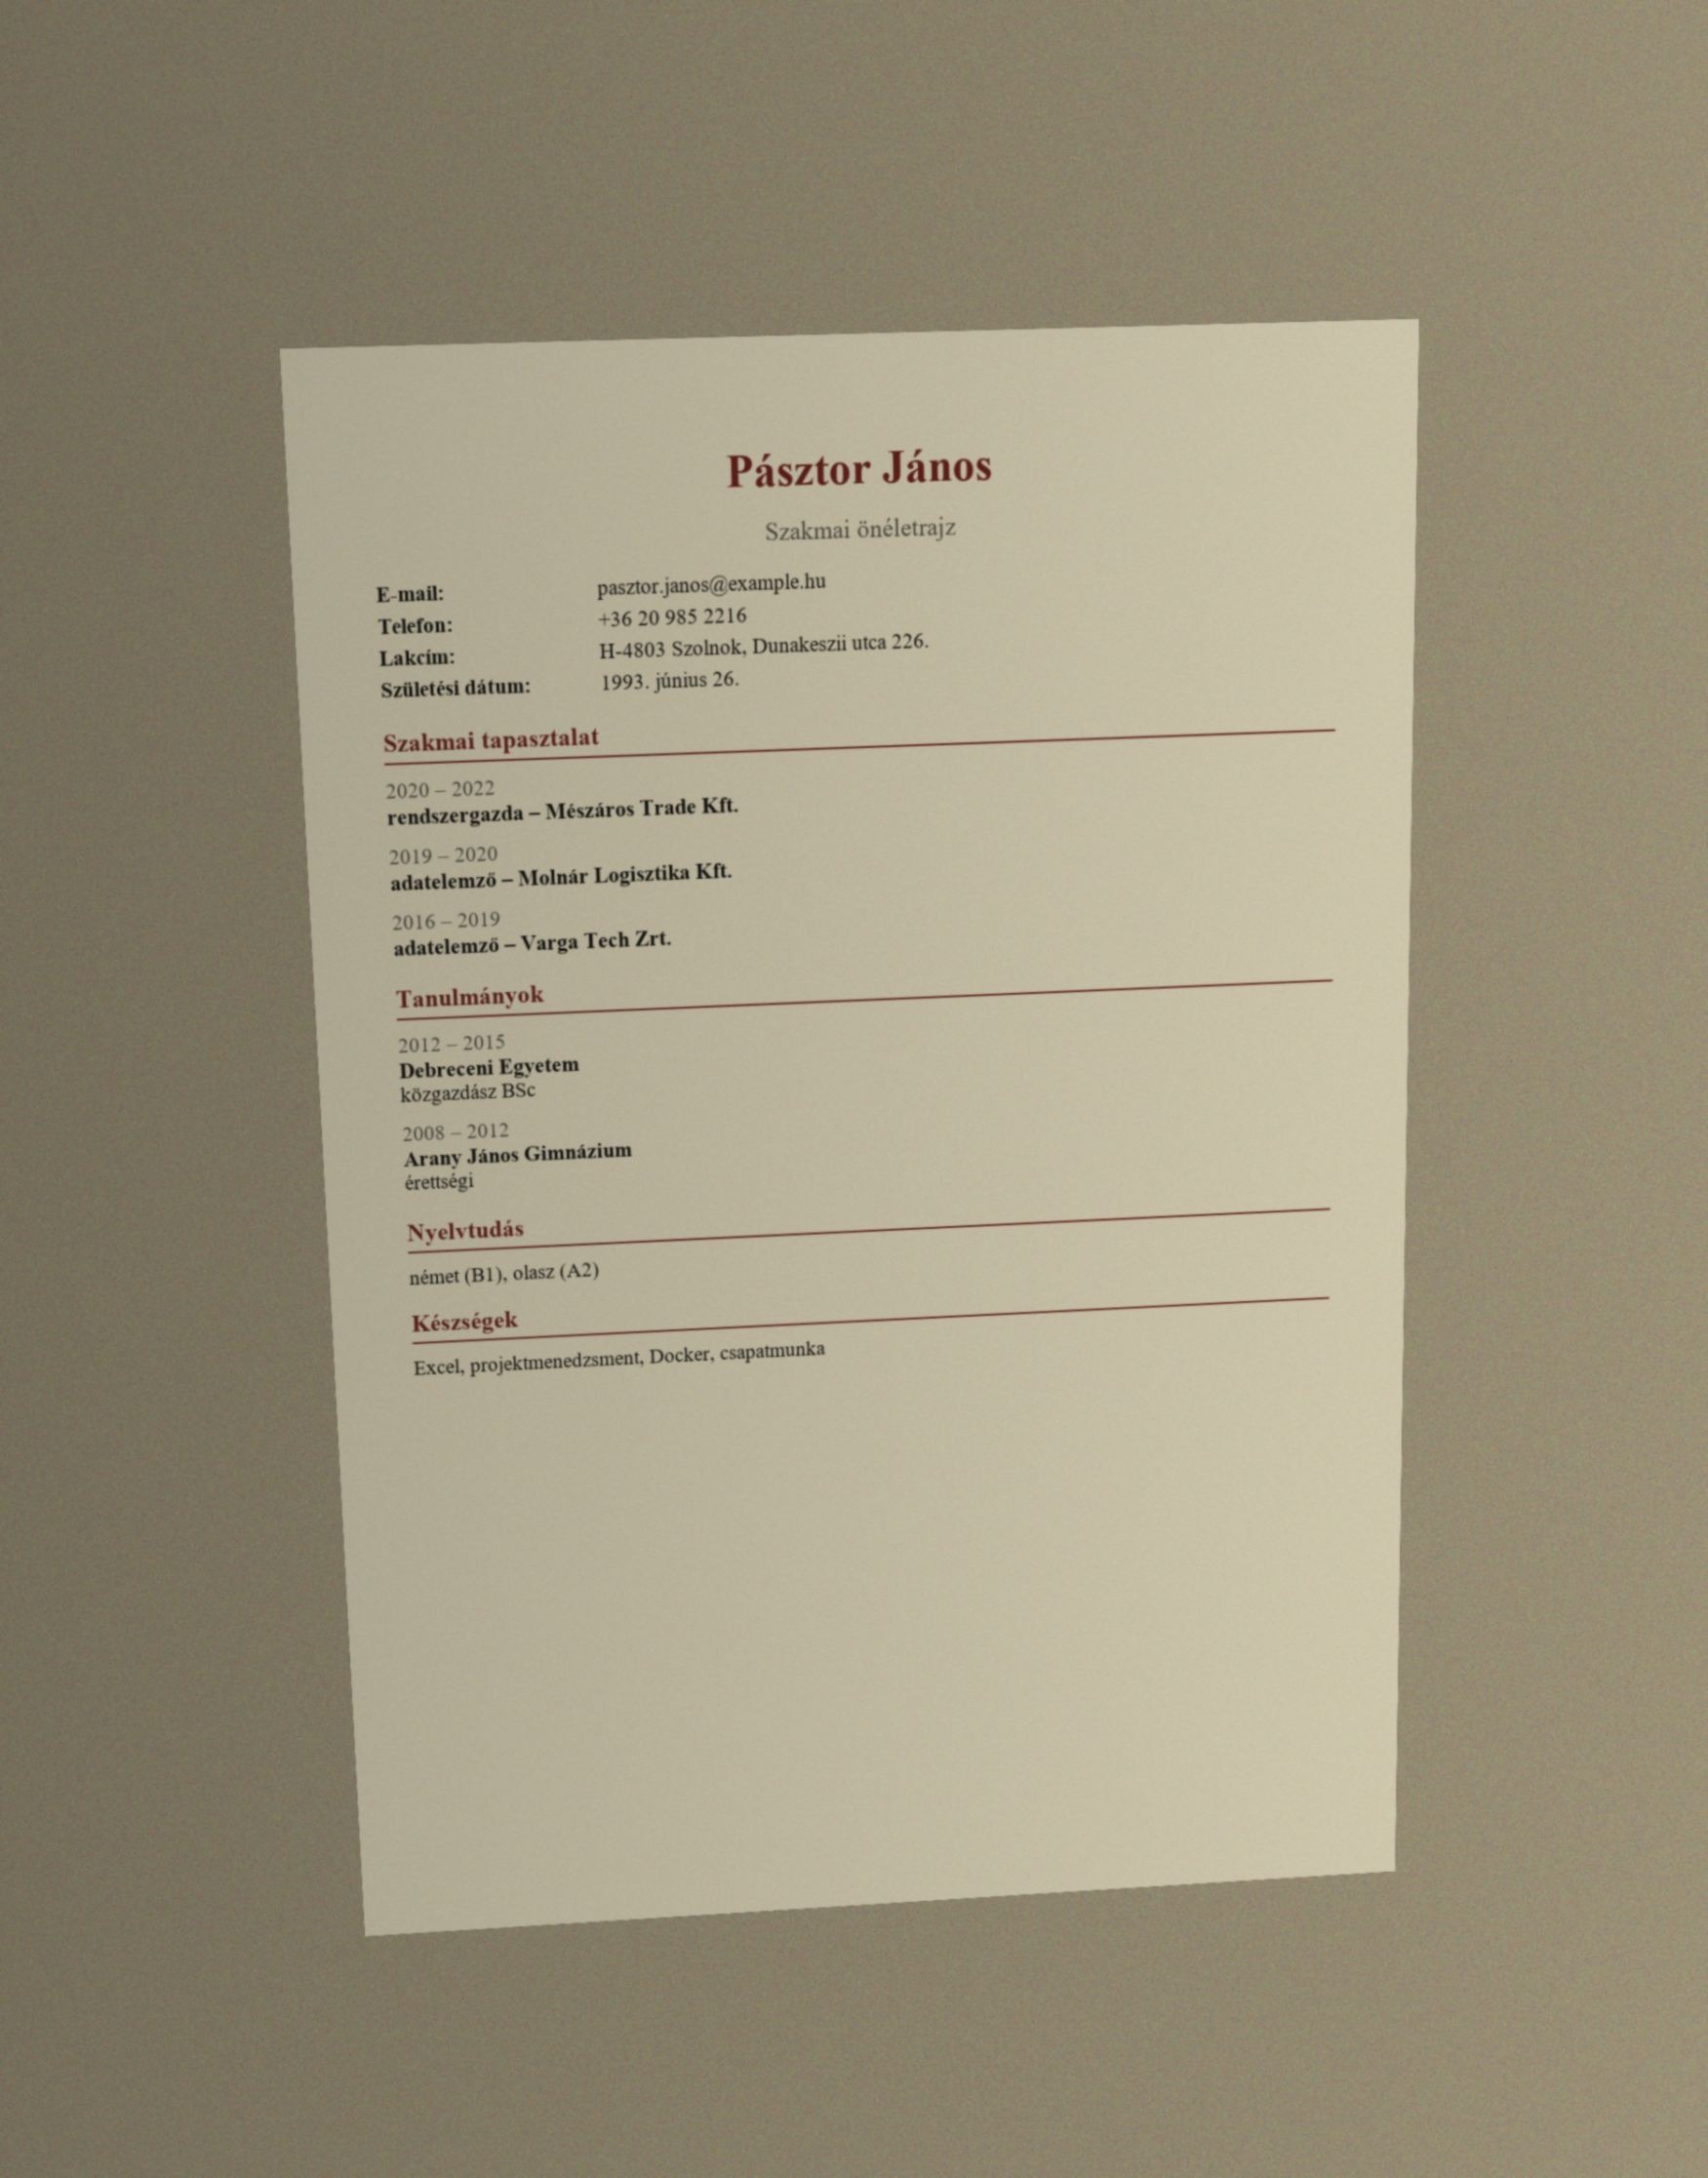 Pásztor János
Szakmai önéletrajz
E-mail: pasztor.janos@example.hu
Telefon: +36 20 985 2216
Lakcím: H-4803 Szolnok, Dunakeszii utca 226.
Születési dátum: 1993. június 26.
Szakmai tapasztalat
2020 – 2022
rendszergazda – Mészáros Trade Kft.
2019 – 2020
adatelemző – Molnár Logisztika Kft.
2016 – 2019
adatelemző – Varga Tech Zrt.
Tanulmányok
2012 – 2015
Debreceni Egyetem
közgazdász BSc
2008 – 2012
Arany János Gimnázium
érettségi
Nyelvtudás
német (B1), olasz (A2)
Készségek
Excel, projektmenedzsment, Docker, csapatmunka